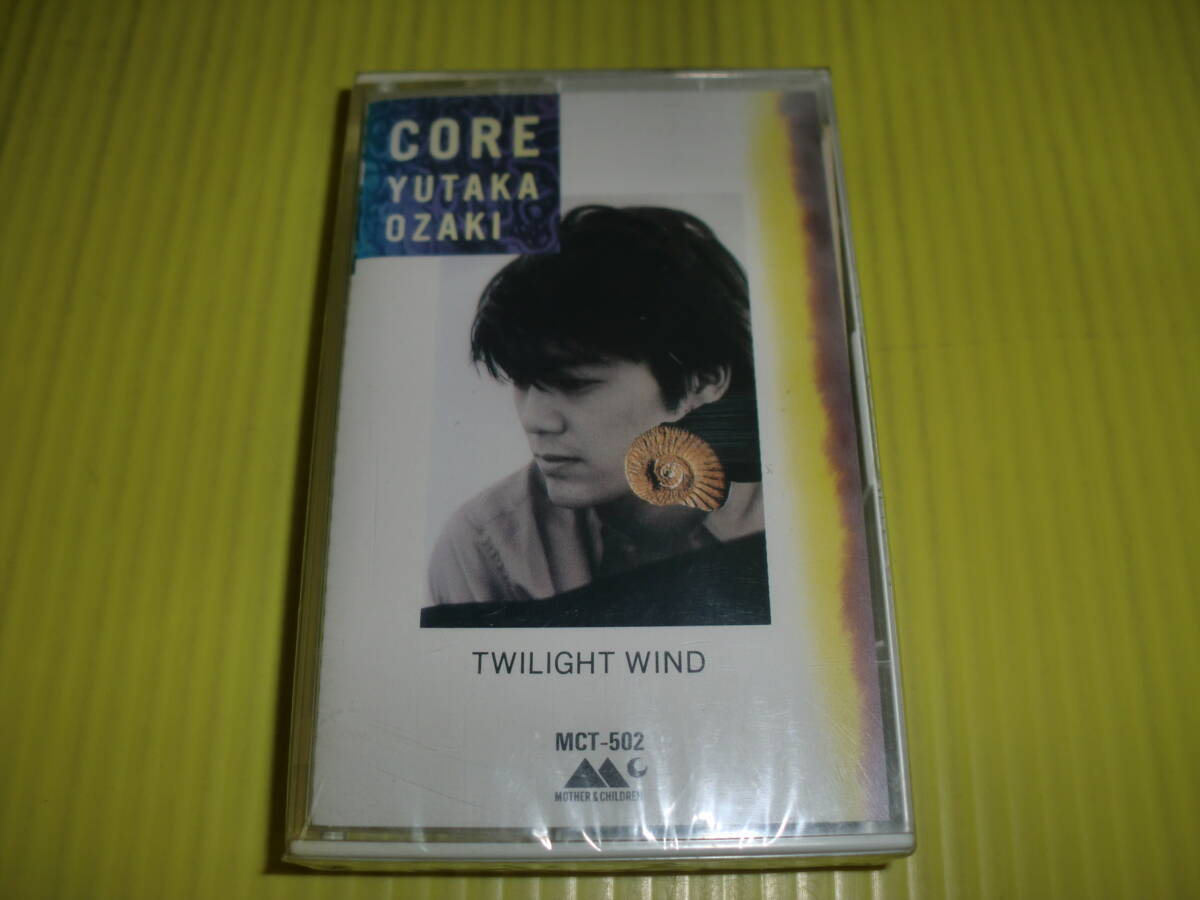 CORE
YUTAKA
OZAKI
TWILIGHT WIND
MCT-502
MOTHER & CHILDREN